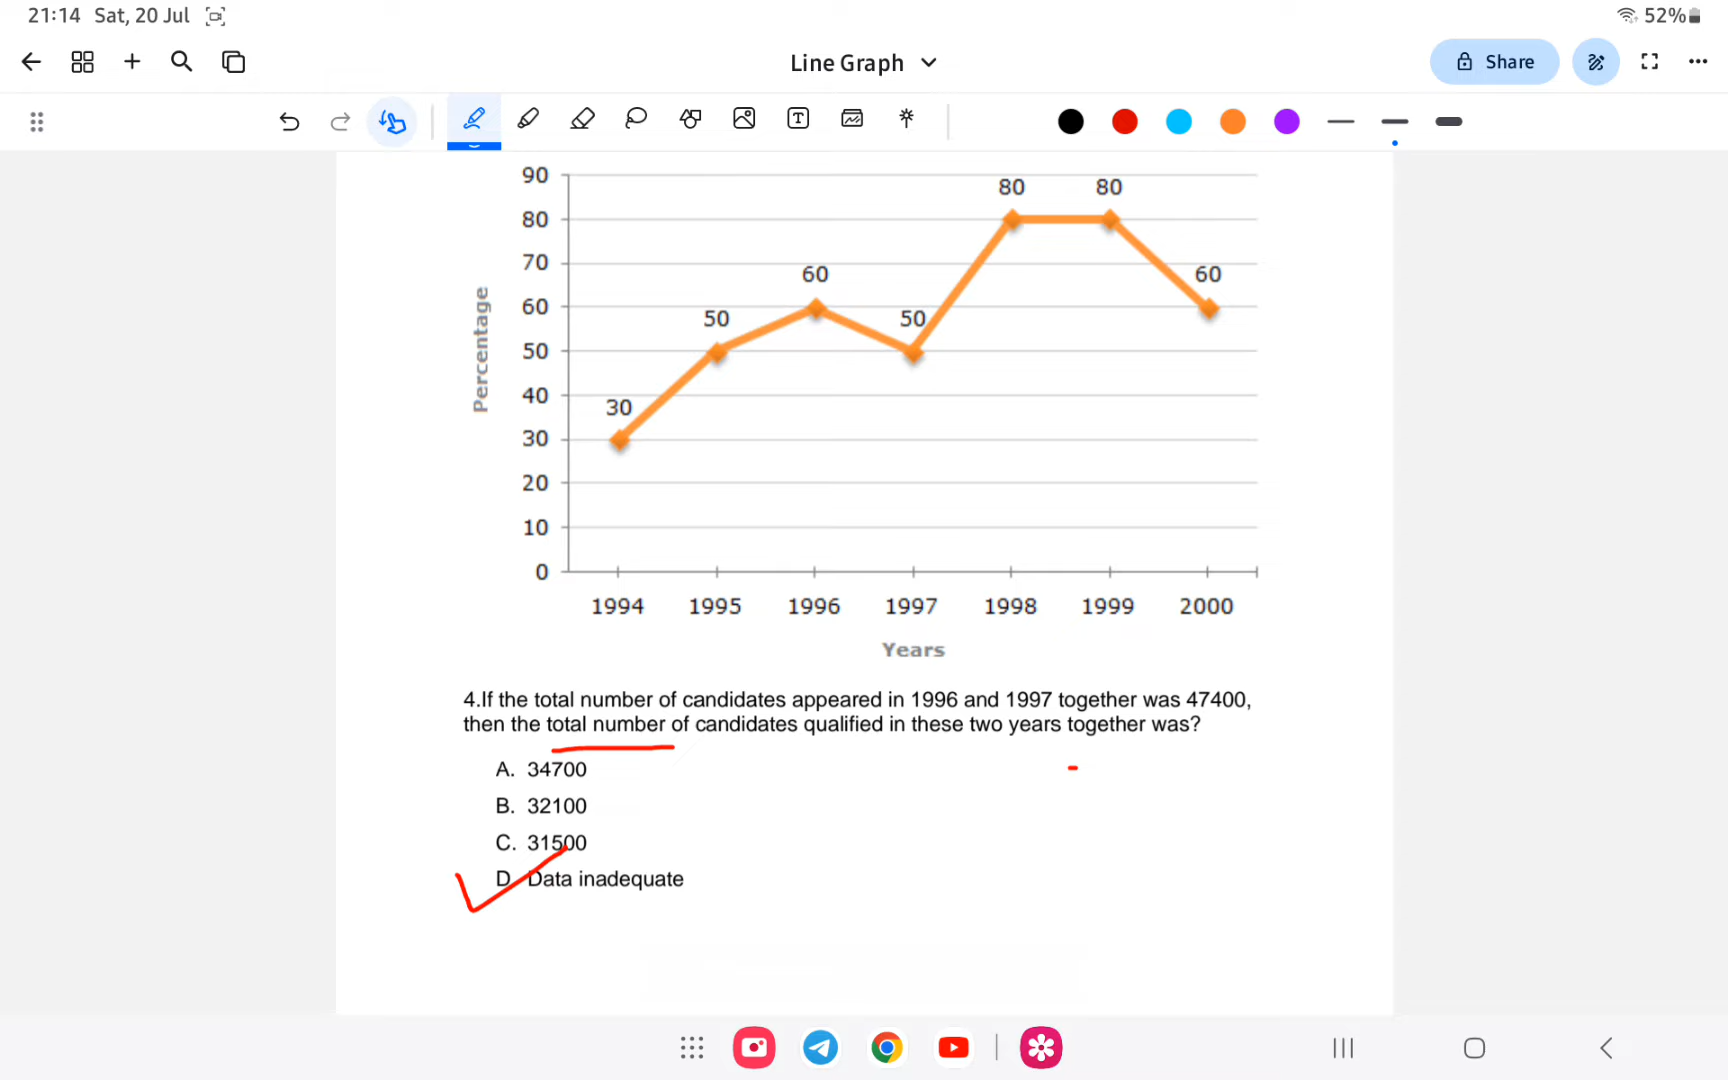 21:14 Sat, 20 Jul
52%
Line Graph
Share
T
90
80
70
60
50
40
30
20
10
0
Percentage
30
50
60
50
80
80
60
1994 1995 1996 1997 1998 1999 2000
Years
4.If the total number of candidates appeared in 1996 and 1997 together was 47400,
then the total number of candidates qualified in these two years together was?
A. 34700
B. 32100
C. 31500
D Data inadequate